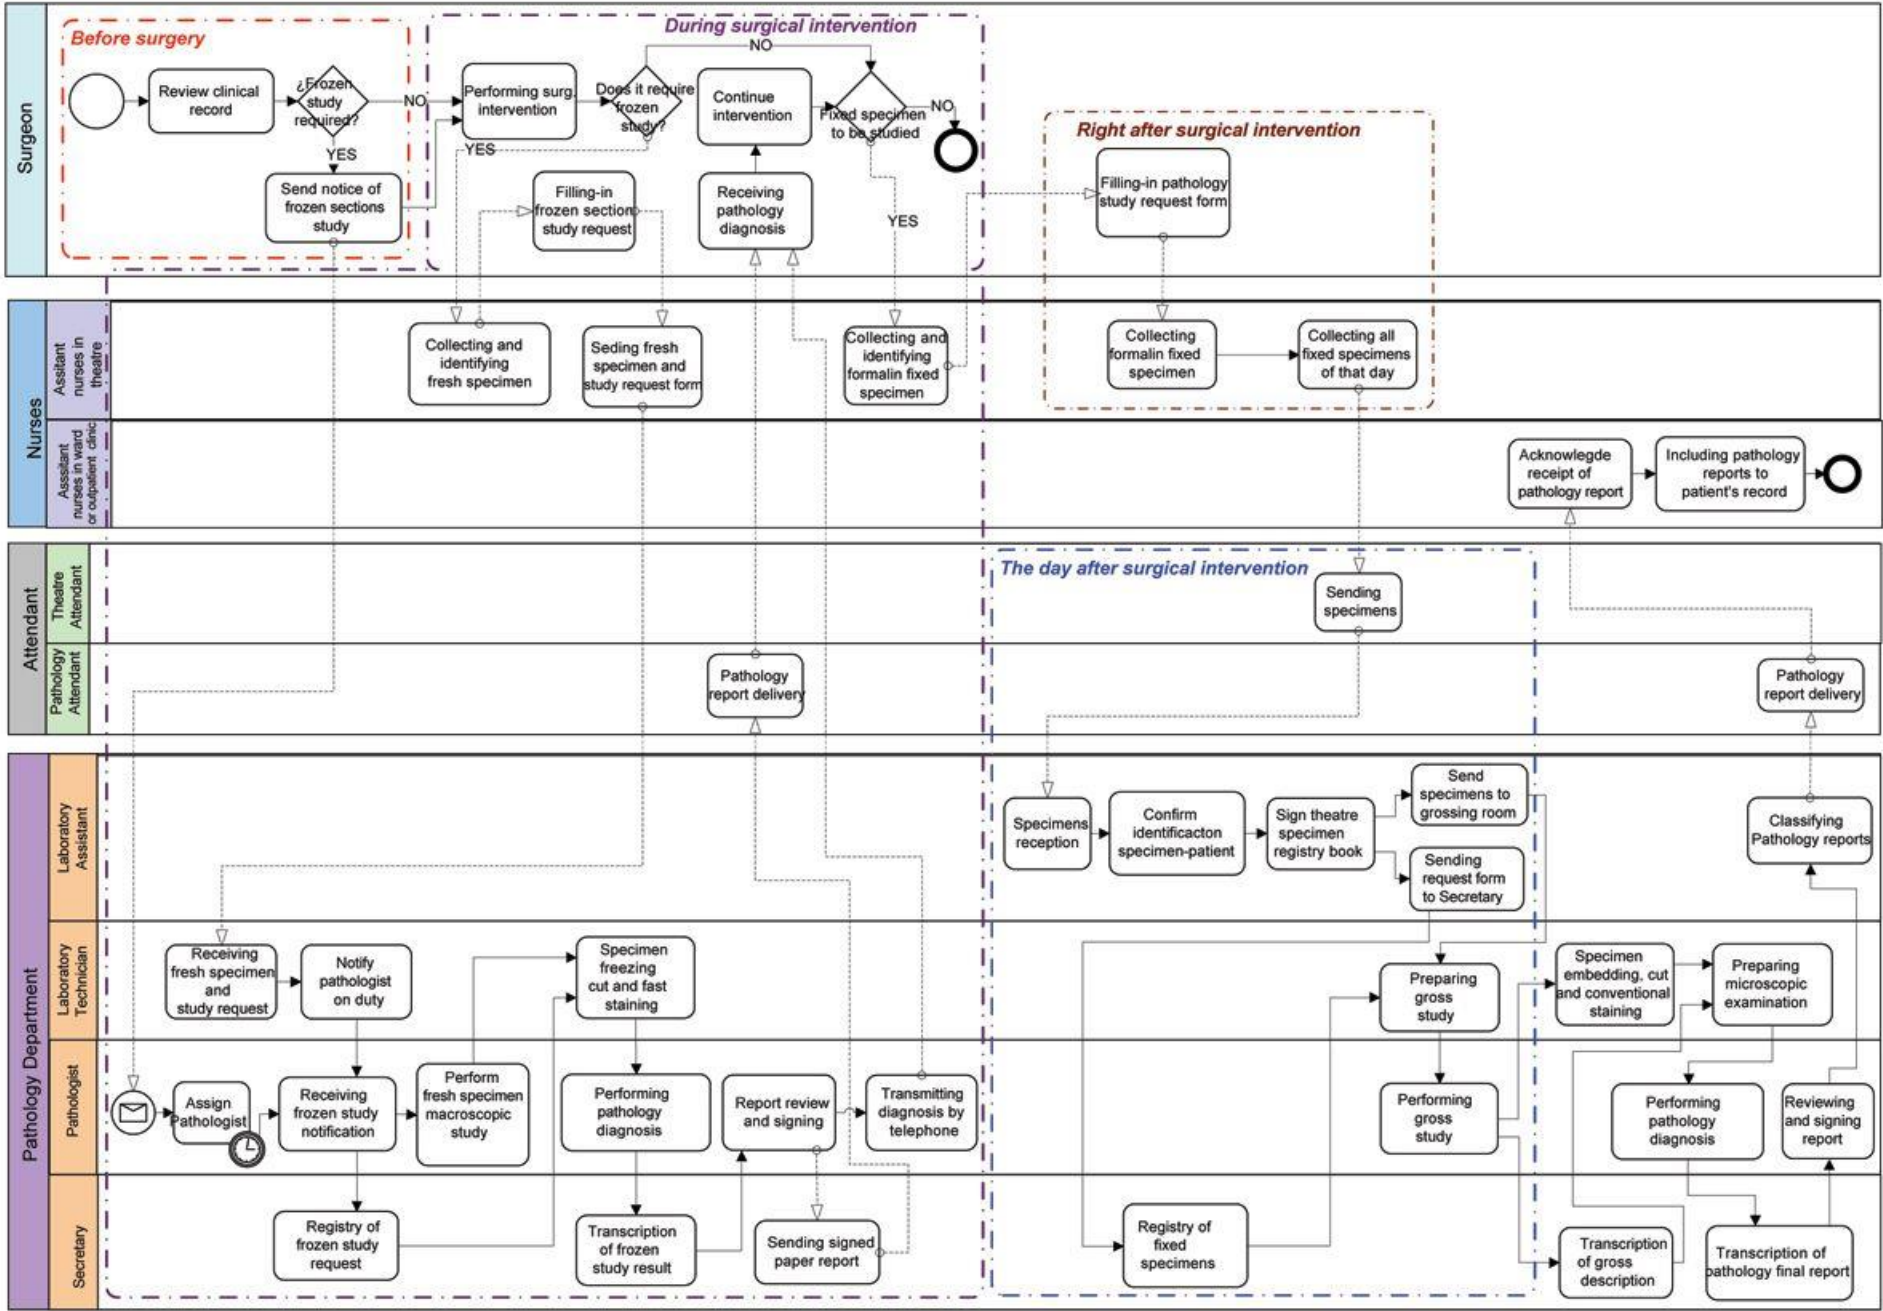 Surgeon
Before surgery
Review clinical
record
¿Frozen
study
required?
NO
YES
Send notice of
frozen sections
study
During surgical intervention
NO
Performing surg.
intervention
Does it require
frozen
study?
YES
Continue
intervention
Fixed specimen
to be studied
NO
YES
Filling-in
frozen section
study request
Receiving
pathology
diagnosis
Right after surgical intervention
Filling-in pathology
study request form
Nurses
Assitant
nurses in
theatre
Collecting and
identifying
fresh specimen
Seding fresh
specimen and
study request form
Collecting and
identifying
formalin fixed
specimen
Collecting
formalin fixed
specimen
Collecting all
fixed specimens
of that day
Assitant
nurses in ward
or outpatient clinic
Acknowlegde
receipt of
pathology report
Including pathology
reports to
patient's record
Attendant
Theatre
Attendant
The day after surgical intervention
Sending
specimens
Pathology
Attendant
Pathology
report delivery
Pathology
report delivery
Pathology Department
Laboratory
Assistant
Specimens
reception
Confirm
identificacton
specimen-patient
Sign theatre
specimen
registry book
Send
specimens to
grossing room
Sending
request form
to Secretary
Classifying
Pathology reports
Laboratory
Technician
Receiving
fresh specimen
and
study request
Notify
pathologist
on duty
Specimen
freezing
cut and fast
staining
Preparing
gross
study
Specimen
embedding, cut
and conventional
staining
Preparing
microscopic
examination
Pathologist
Assign
Pathologist
Receiving
frozen study
notification
Perform
fresh specimen
macroscopic
study
Performing
pathology
diagnosis
Report review
and signing
Transmitting
diagnosis by
telephone
Performing
gross
study
Performing
pathology
diagnosis
Reviewing
and signing
report
Secretary
Registry of
frozen study
request
Transcription
of frozen
study result
Sending signed
paper report
Registry of
fixed
specimens
Transcription
of gross
description
Transcription of
pathology final report